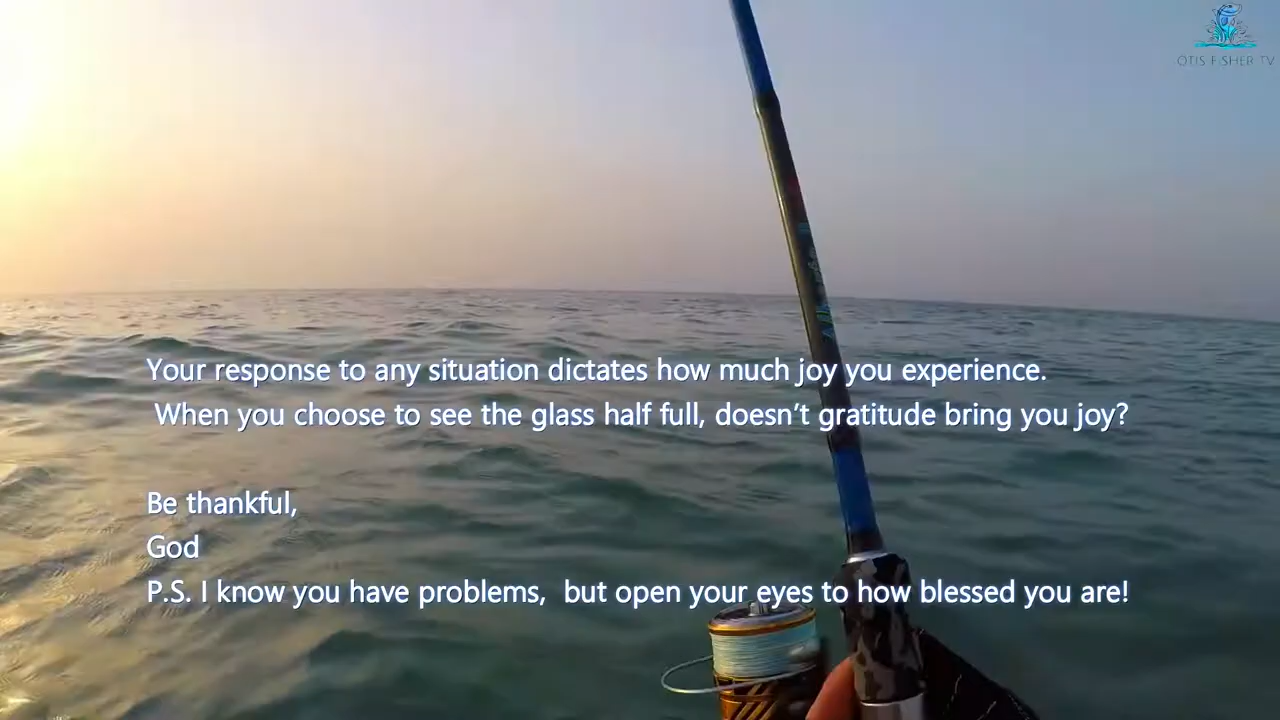 OTIS FISHER TV
Your response to any situation dictates how much joy you experience.
When you choose to see the glass half full, doesn't gratitude bring you joy?
Be thankful,
God
P.S. I know you have problems,  but open your eyes to how blessed you are!